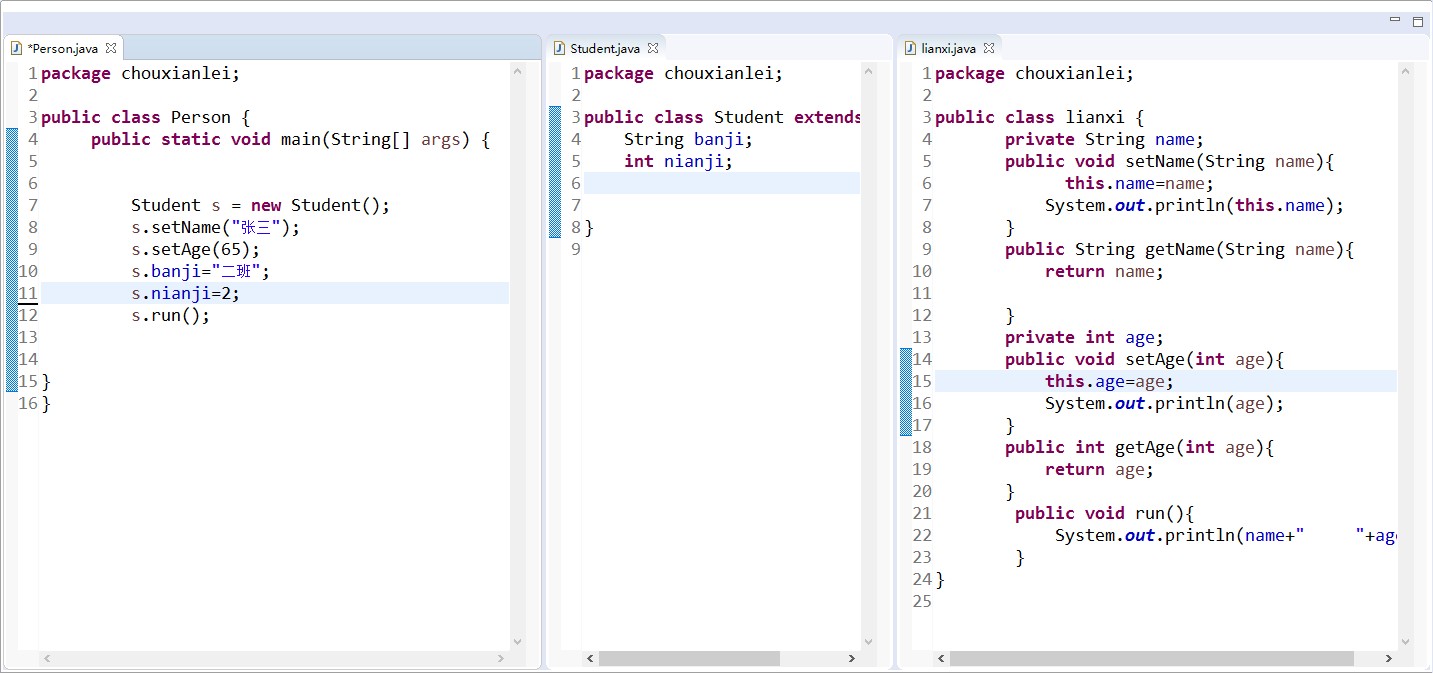 *Person.java
1 package chouxianlei;
2
3 public class Person {
4 public static void main(String[] args) {
5
6
7 Student s = new Student();
8 s.setName("张三");
9 s.setAge(65);
10 s.banji="二班";
11 s.nianji=2;
12 s.run();
13
14
15 }
16 }
Student.java
1 package chouxianlei;
2
3 public class Student extends
4 String banji;
5 int nianji;
6
7
8 }
9
lianxi.java
1 package chouxianlei;
2
3 public class lianxi {
4 private String name;
5 public void setName(String name){
6 this.name=name;
7 System.out.println(this.name);
8 }
9 public String getName(String name){
10 return name;
11
12 }
13 private int age;
14 public void setAge(int age){
15 this.age=age;
16 System.out.println(age);
17 }
18 public int getAge(int age){
19 return age;
20 }
21 public void run(){
22 System.out.println(name+"     "+ag
23 }
24 }
25